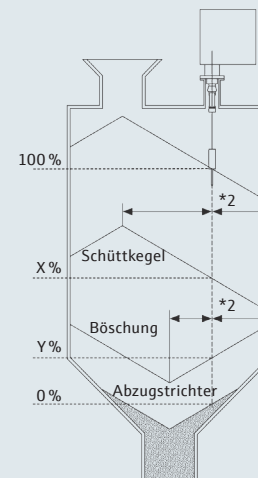 100 %
*2
Schüttkegel
X %
*2
Böschung
Y %
Abzugstrichter
0 %